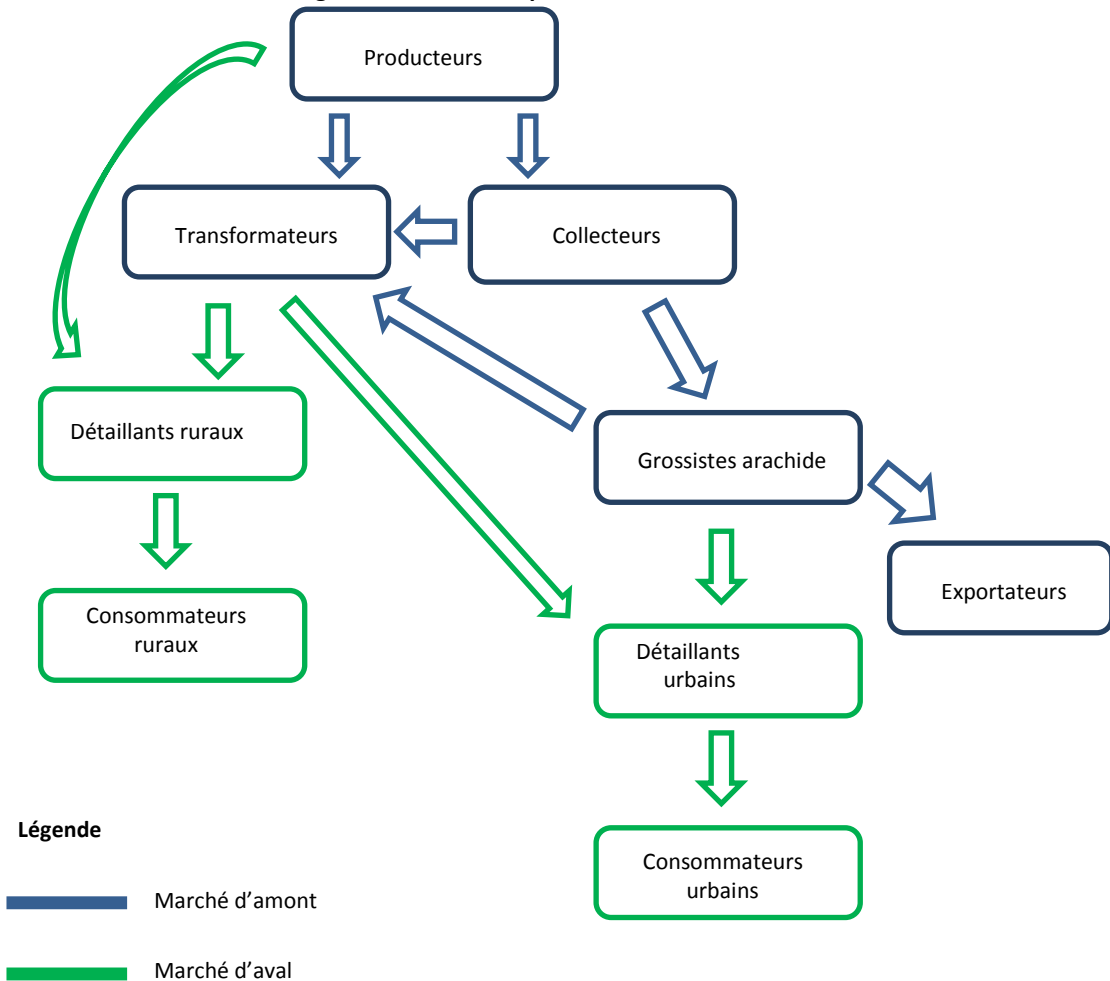 Producteurs
Transformateurs
Collecteurs
Détaillants ruraux
Grossistes arachide
Exportateurs
Consommateurs
ruraux
Détaillants
urbains
Légende
Consommateurs
urbains
Marché d’amont
Marché d’aval